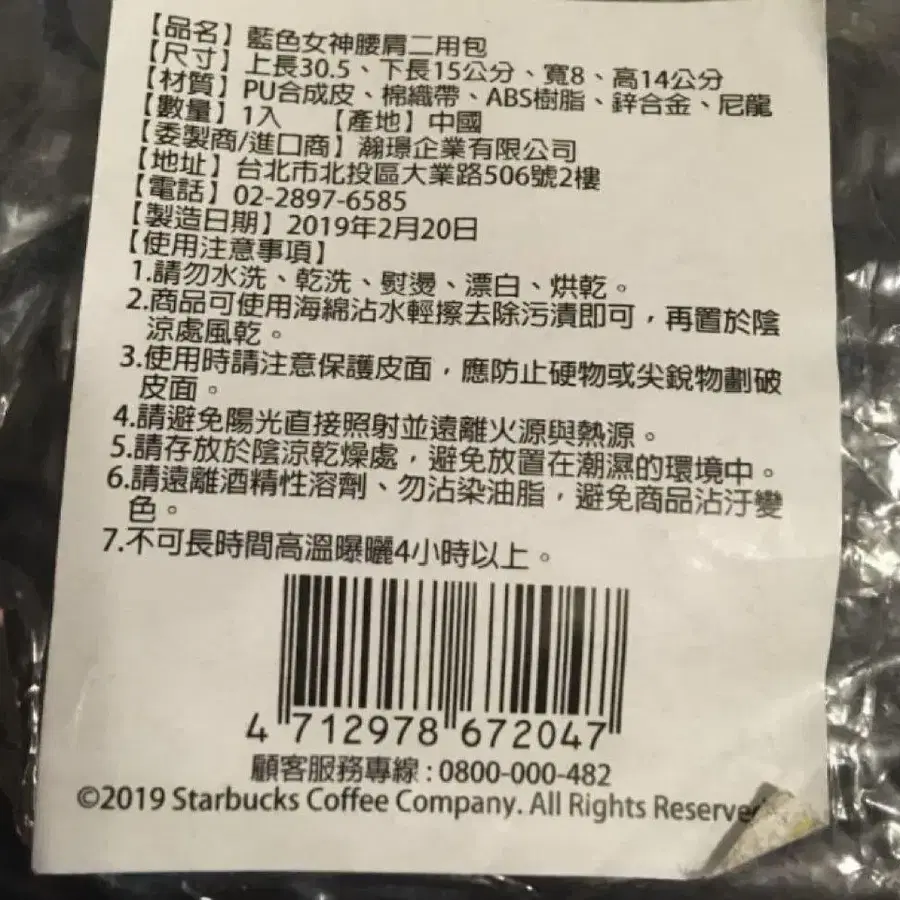 【品名】藍色女神腰肩二用包
【尺寸】上長30.5、下長15公分、寬8、高14公分
【材質】PU合成皮、棉織帶、ABS樹脂、鋅合金、尼龍
【數量】1入 【產地】中國
【委製商/進口商】瀚璟企業有限公司
【地址】台北市北投區大業路506號2樓
【電話】02-2897-6585
【製造日期】2019年2月20日
【使用注意事項】
1.請勿水洗、乾洗、熨燙、漂白、烘乾。
2.商品可使用海綿沾水輕擦去除污漬即可，再置於陰
涼處風乾。
3.使用時請注意保護皮面，應防止硬物或尖銳物劃破
皮面。
4.請避免陽光直接照射並遠離火源與熱源。
5.請存放於陰涼乾燥處，避免放置在潮濕的環境中。
6.請遠離酒精性溶劑、勿沾染油脂，避免商品沾汙變
色。
7.不可長時間高溫曝曬4小時以上。
4 712978 672047
顧客服務專線:0800-000-482
©2019 Starbucks Coffee Company. All Rights Reserved